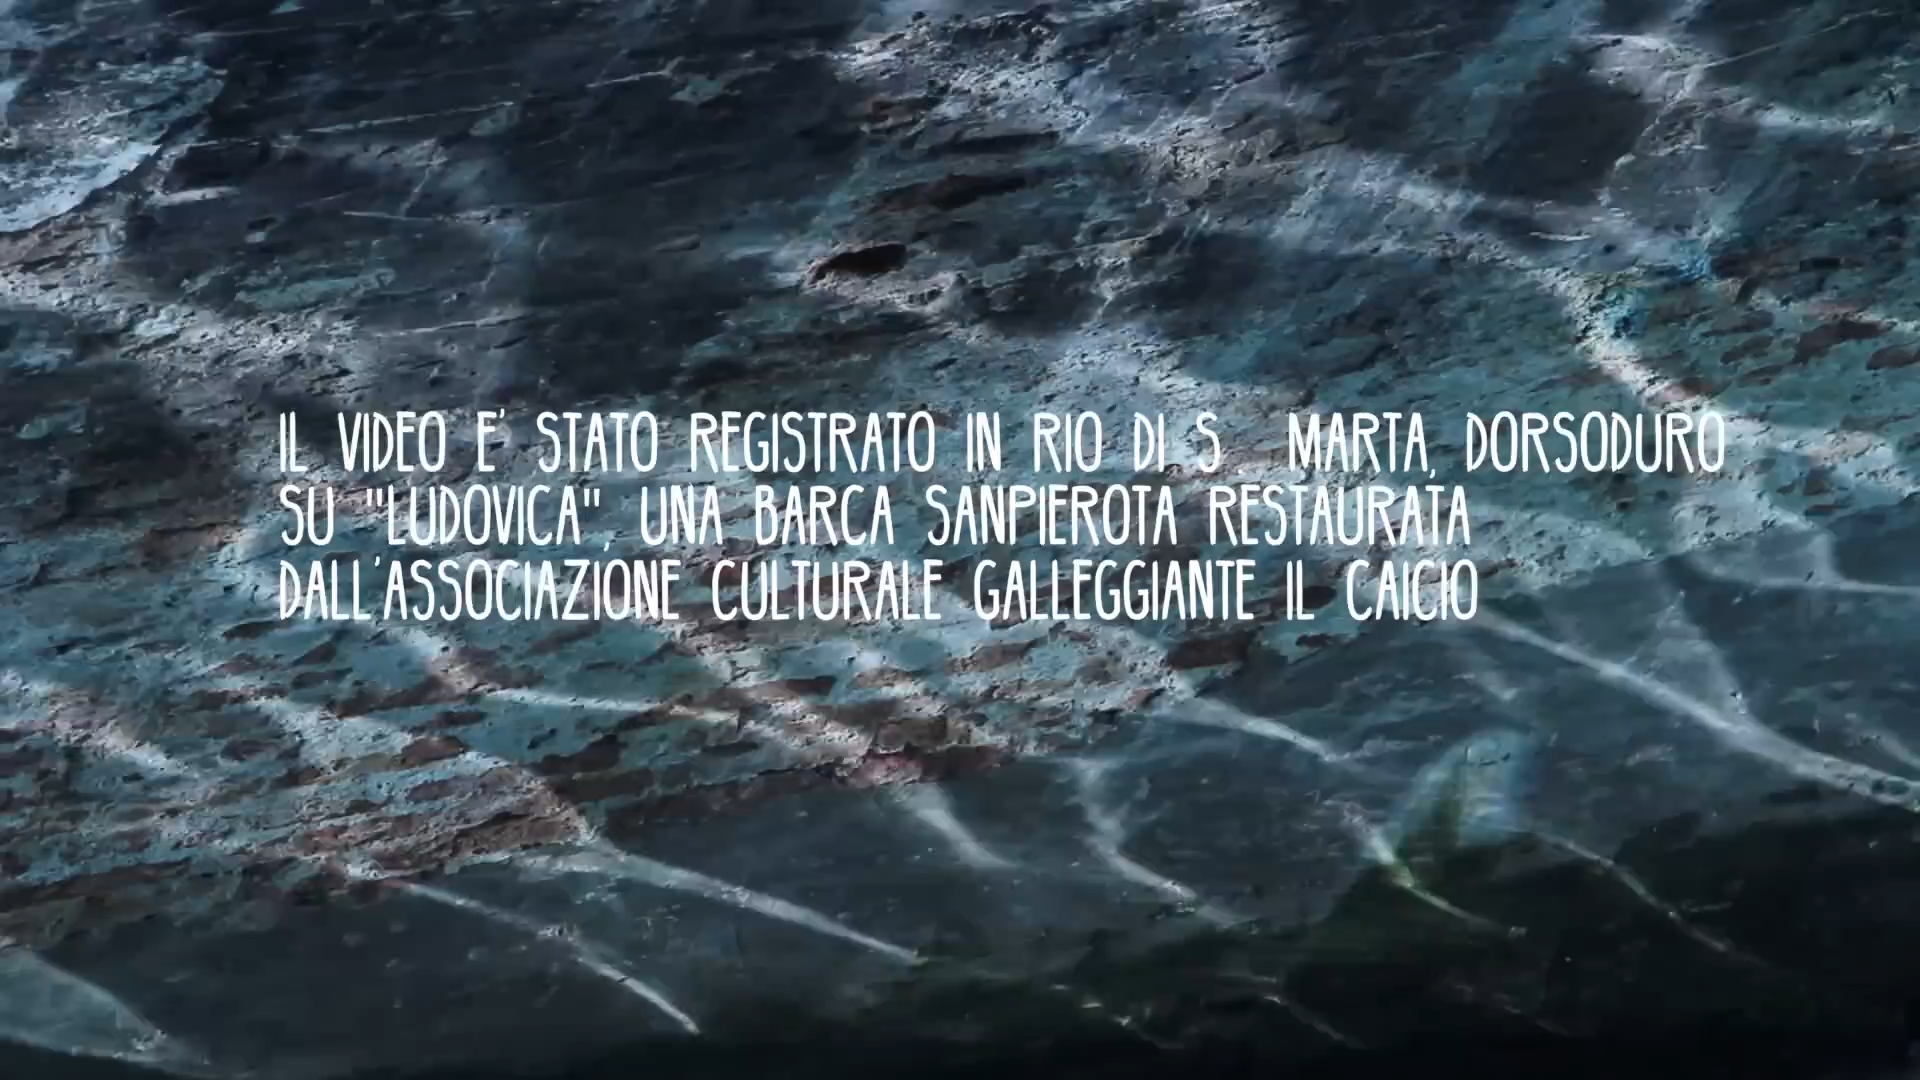 IL VIDEO E' STATO REGISTRATO IN RIO DI S MARTA, DORSODURO
SU "LUDOVICA", UNA BARCA SANPIEROTA RESTAURATA
DALL'ASSOCIAZIONE CULTURALE GALLEGGIANTE IL CAICIO